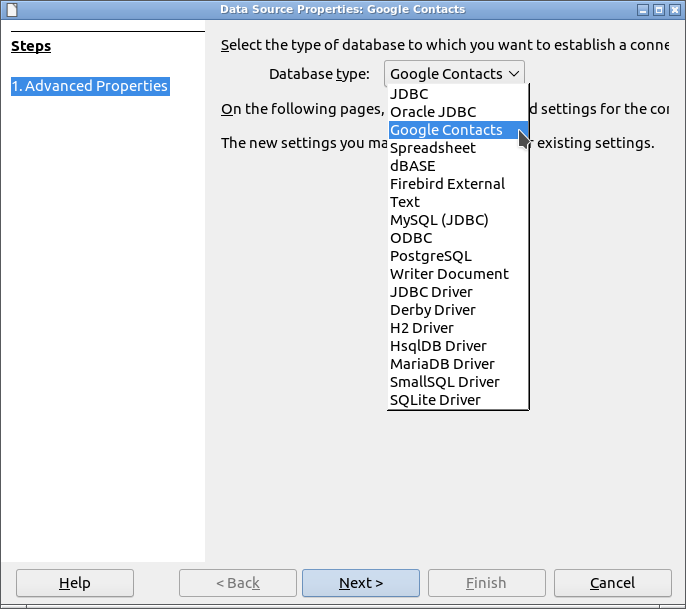 Data Source Properties: Google Contacts
Steps
1. Advanced Properties
Select the type of database to which you want to establish a conne
Database type: Google Contacts
On the following pages, d settings for the co
The new settings you ma r existing settings.
JDBC
Oracle JDBC
Google Contacts
Spreadsheet
dBASE
Firebird External
Text
MySQL (JDBC)
ODBC
PostgreSQL
Writer Document
JDBC Driver
Derby Driver
H2 Driver
HsqlDB Driver
MariaDB Driver
SmallSQL Driver
SQLite Driver
Help
< Back
Next >
Finish
Cancel